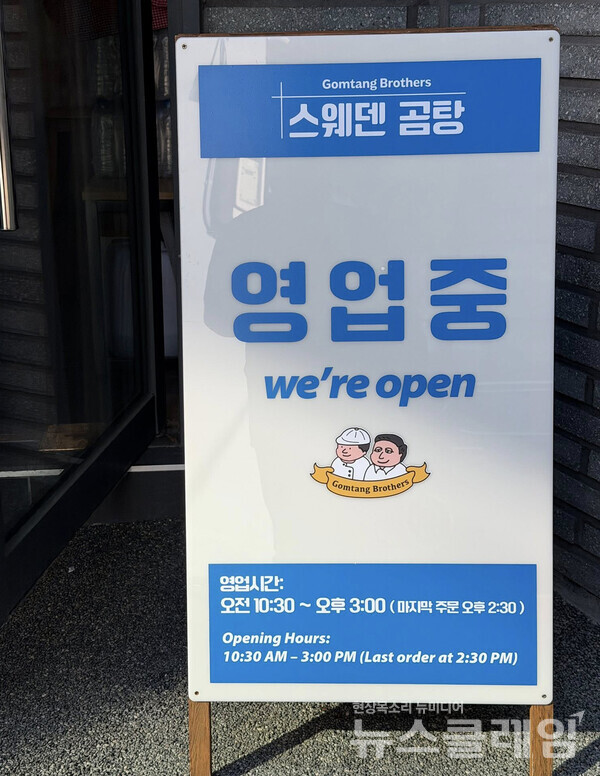 Gomtang Brothers
스웨덴 곰탕
영업중
we're open
Gomtang Brothers
영업시간:
오전 10:30 ~ 오후 3:00 ( 마지막 주문 오후 2:30 )
Opening Hours:
10:30 AM – 3:00 PM (Last order at 2:30 PM)
현장목소리 뉴미디어
뉴스클레임